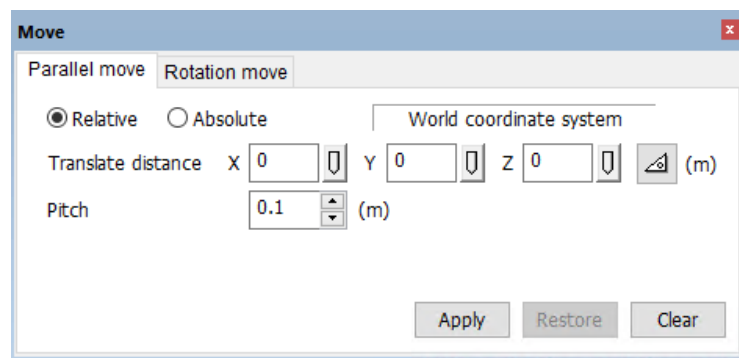 Move
Parallel move Rotation move
Relative Absolute World coordinate system
Translate distance X 0 Y 0 Z 0 (m)
Pitch 0.1 (m)
Apply Restore Clear